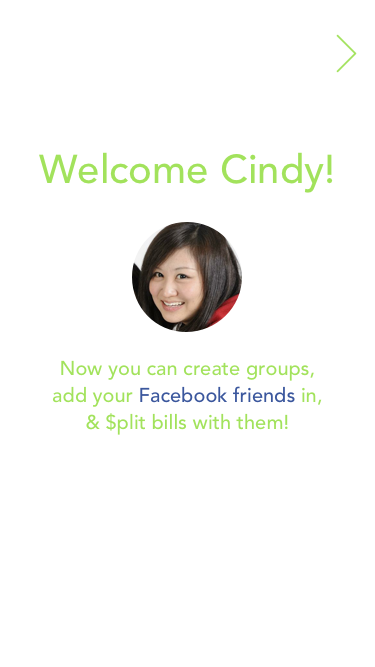 Welcome Cindy!
Now you can create groups,
add your Facebook friends in,
& $plit bills with them!